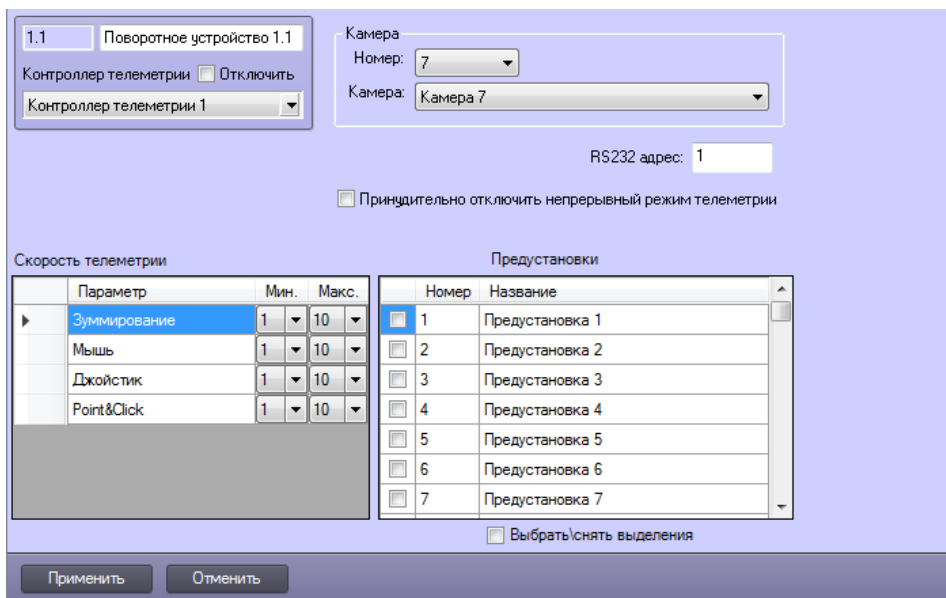 1.1 Поворотное устройство 1.1
Контроллер телеметрии Отключить
Контроллер телеметрии 1
Камера
Номер: 7
Камера: Камера 7
RS232 адрес: 1
Принудительно отключить непрерывный режим телеметрии
Скорость телеметрии
Параметр Мин. Макс.
Зуммирование 1 10
Мышь 1 10
Джойстик 1 10
Point&Click 1 10
Предустановки
Номер Название
1 Предустановка 1
2 Предустановка 2
3 Предустановка 3
4 Предустановка 4
5 Предустановка 5
6 Предустановка 6
7 Предустановка 7
Выбрать\снять выделения
Применить Отменить